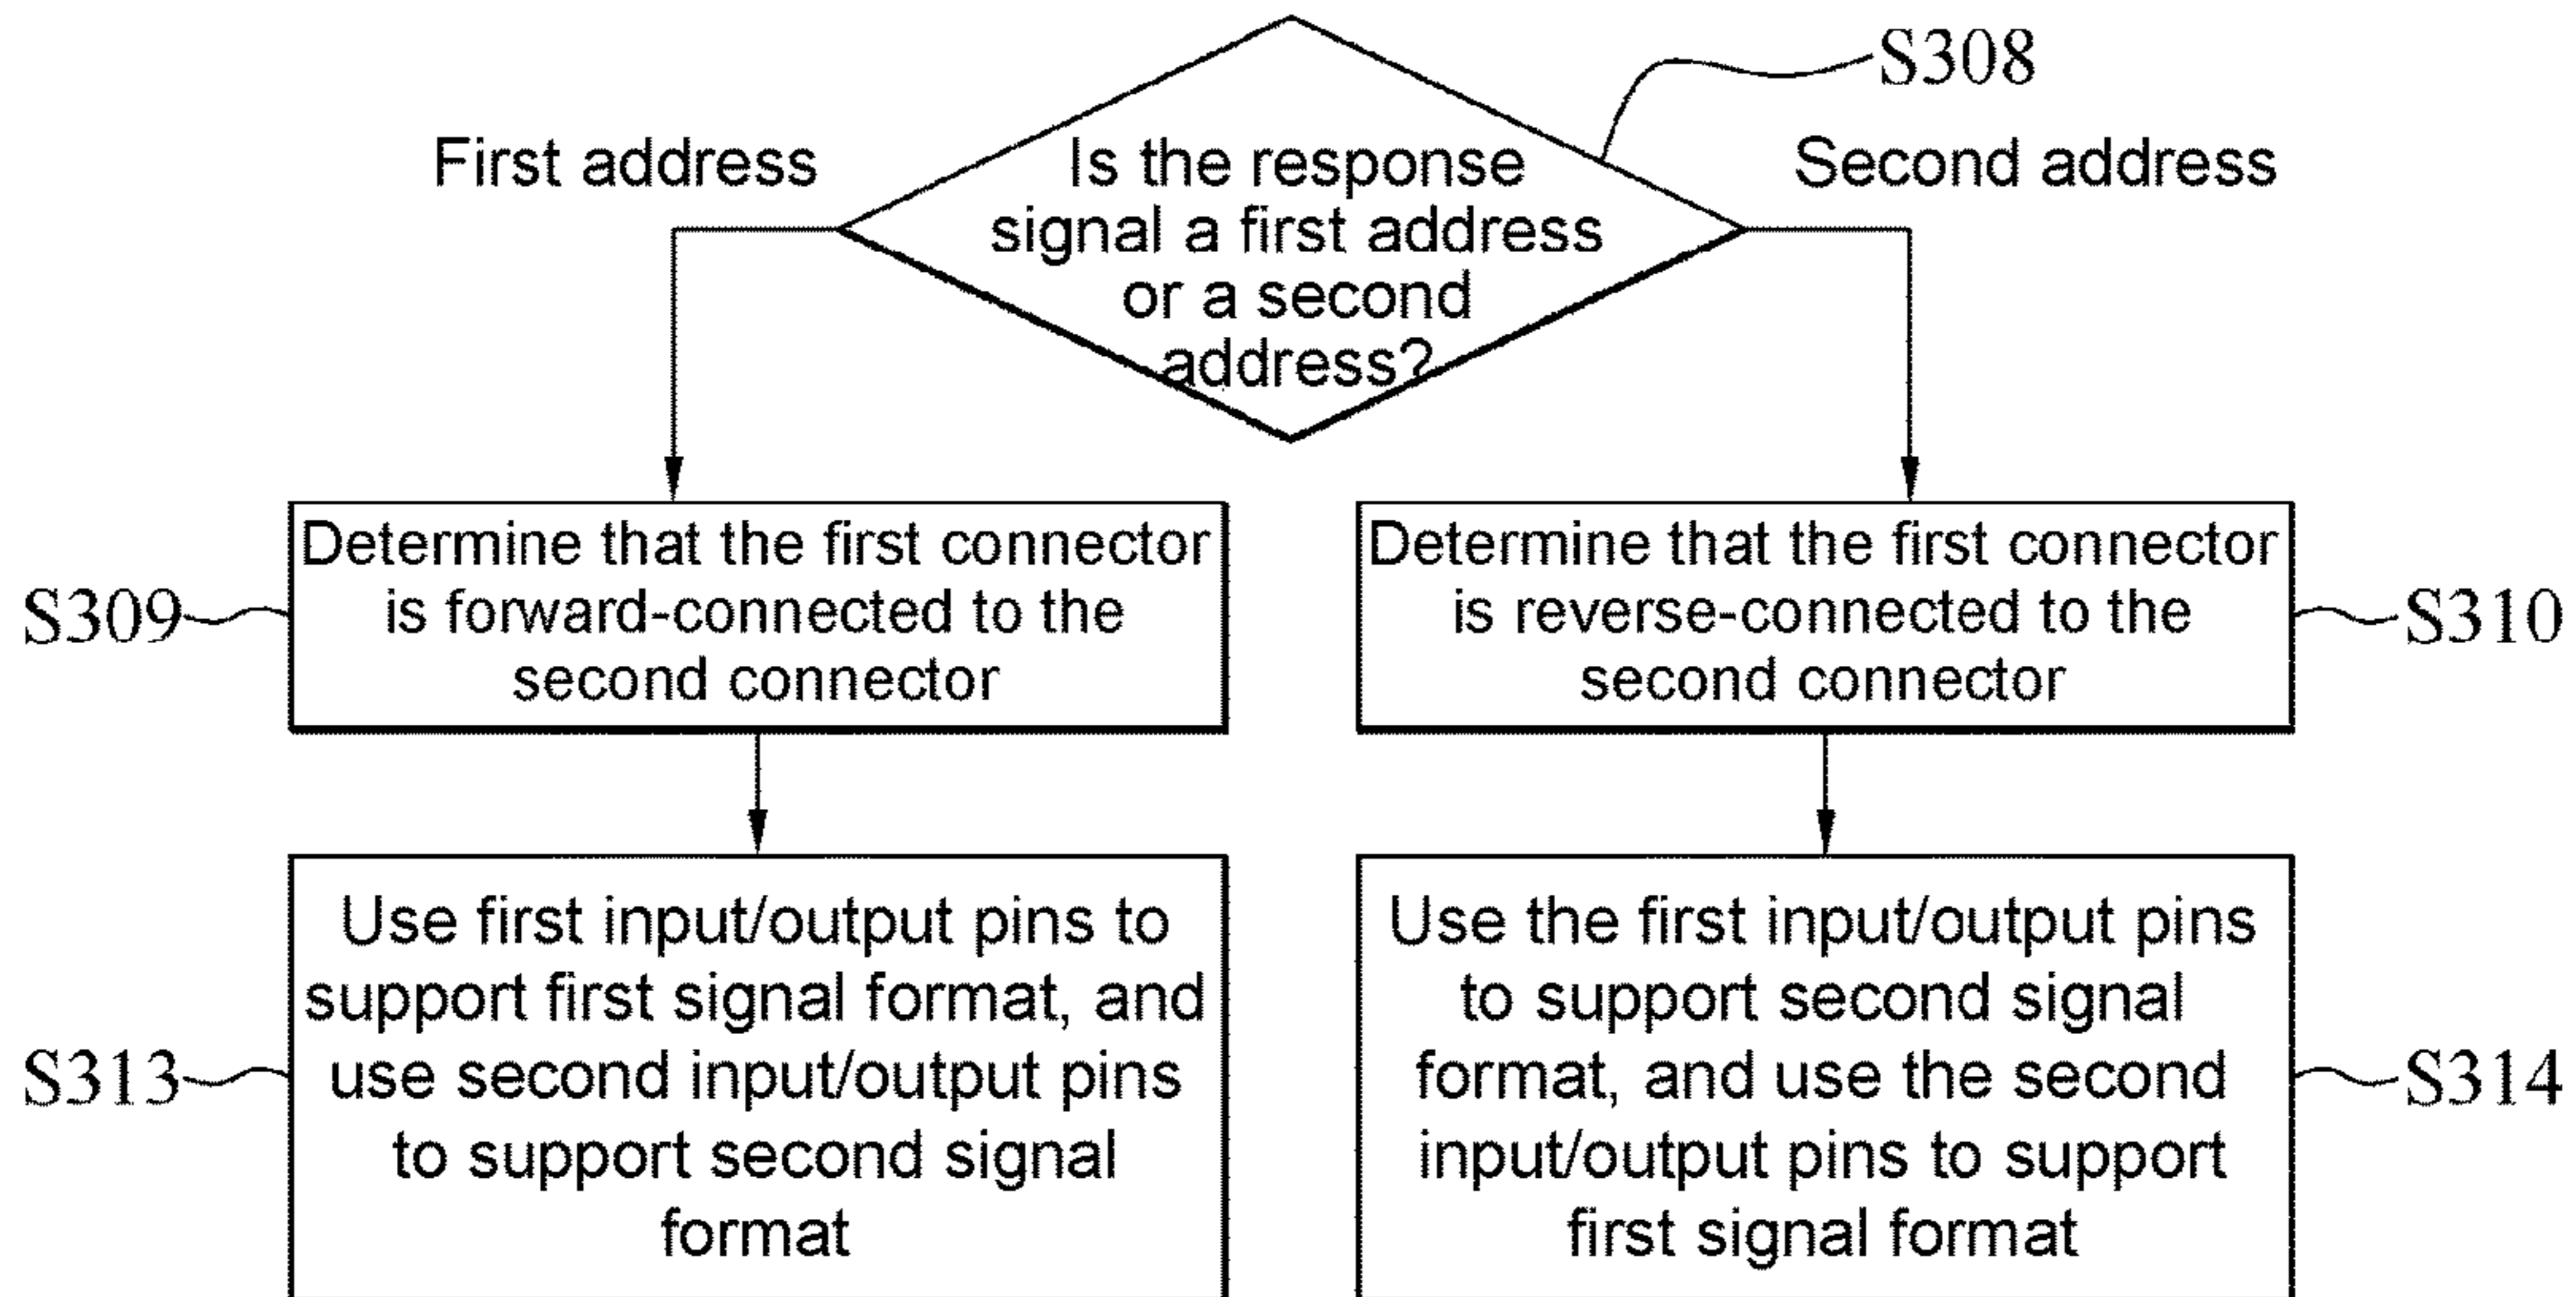 S308
First address
Second address
Is the response
signal a first address
or a second
address?
Determine that the first connector
is forward-connected to the
second connector
S309
Determine that the first connector
is reverse-connected to the
second connector
S310
Use first input/output pins to
support first signal format, and
use second input/output pins
to support second signal
format
S313
Use the first input/output pins
to support second signal
format, and use the second
input/output pins to support
first signal format
S314